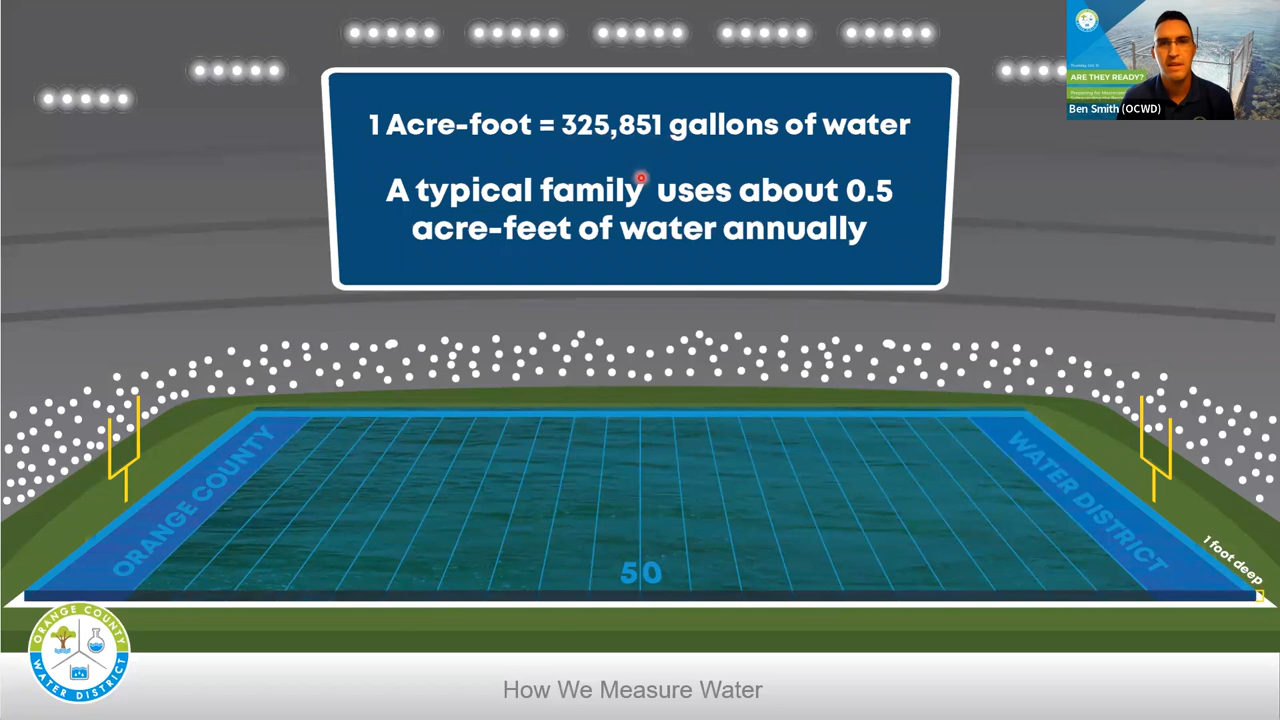 1 Acre-foot = 325,851 gallons of water
A typical family uses about 0.5
acre-feet of water annually
ARE THEY READY?
Ben Smith (OCWD)
ORANGE COUNTY
WATER DISTRICT
50
1 foot deep
ORANGE COUNTY
WATER DISTRICT
How We Measure Water